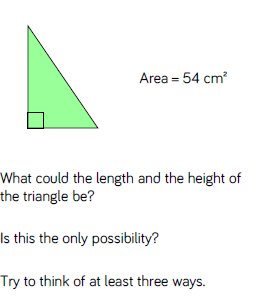 Area = 54 cm²
What could the length and the height of
the triangle be?
Is this the only possibility?
Try to think of at least three ways.